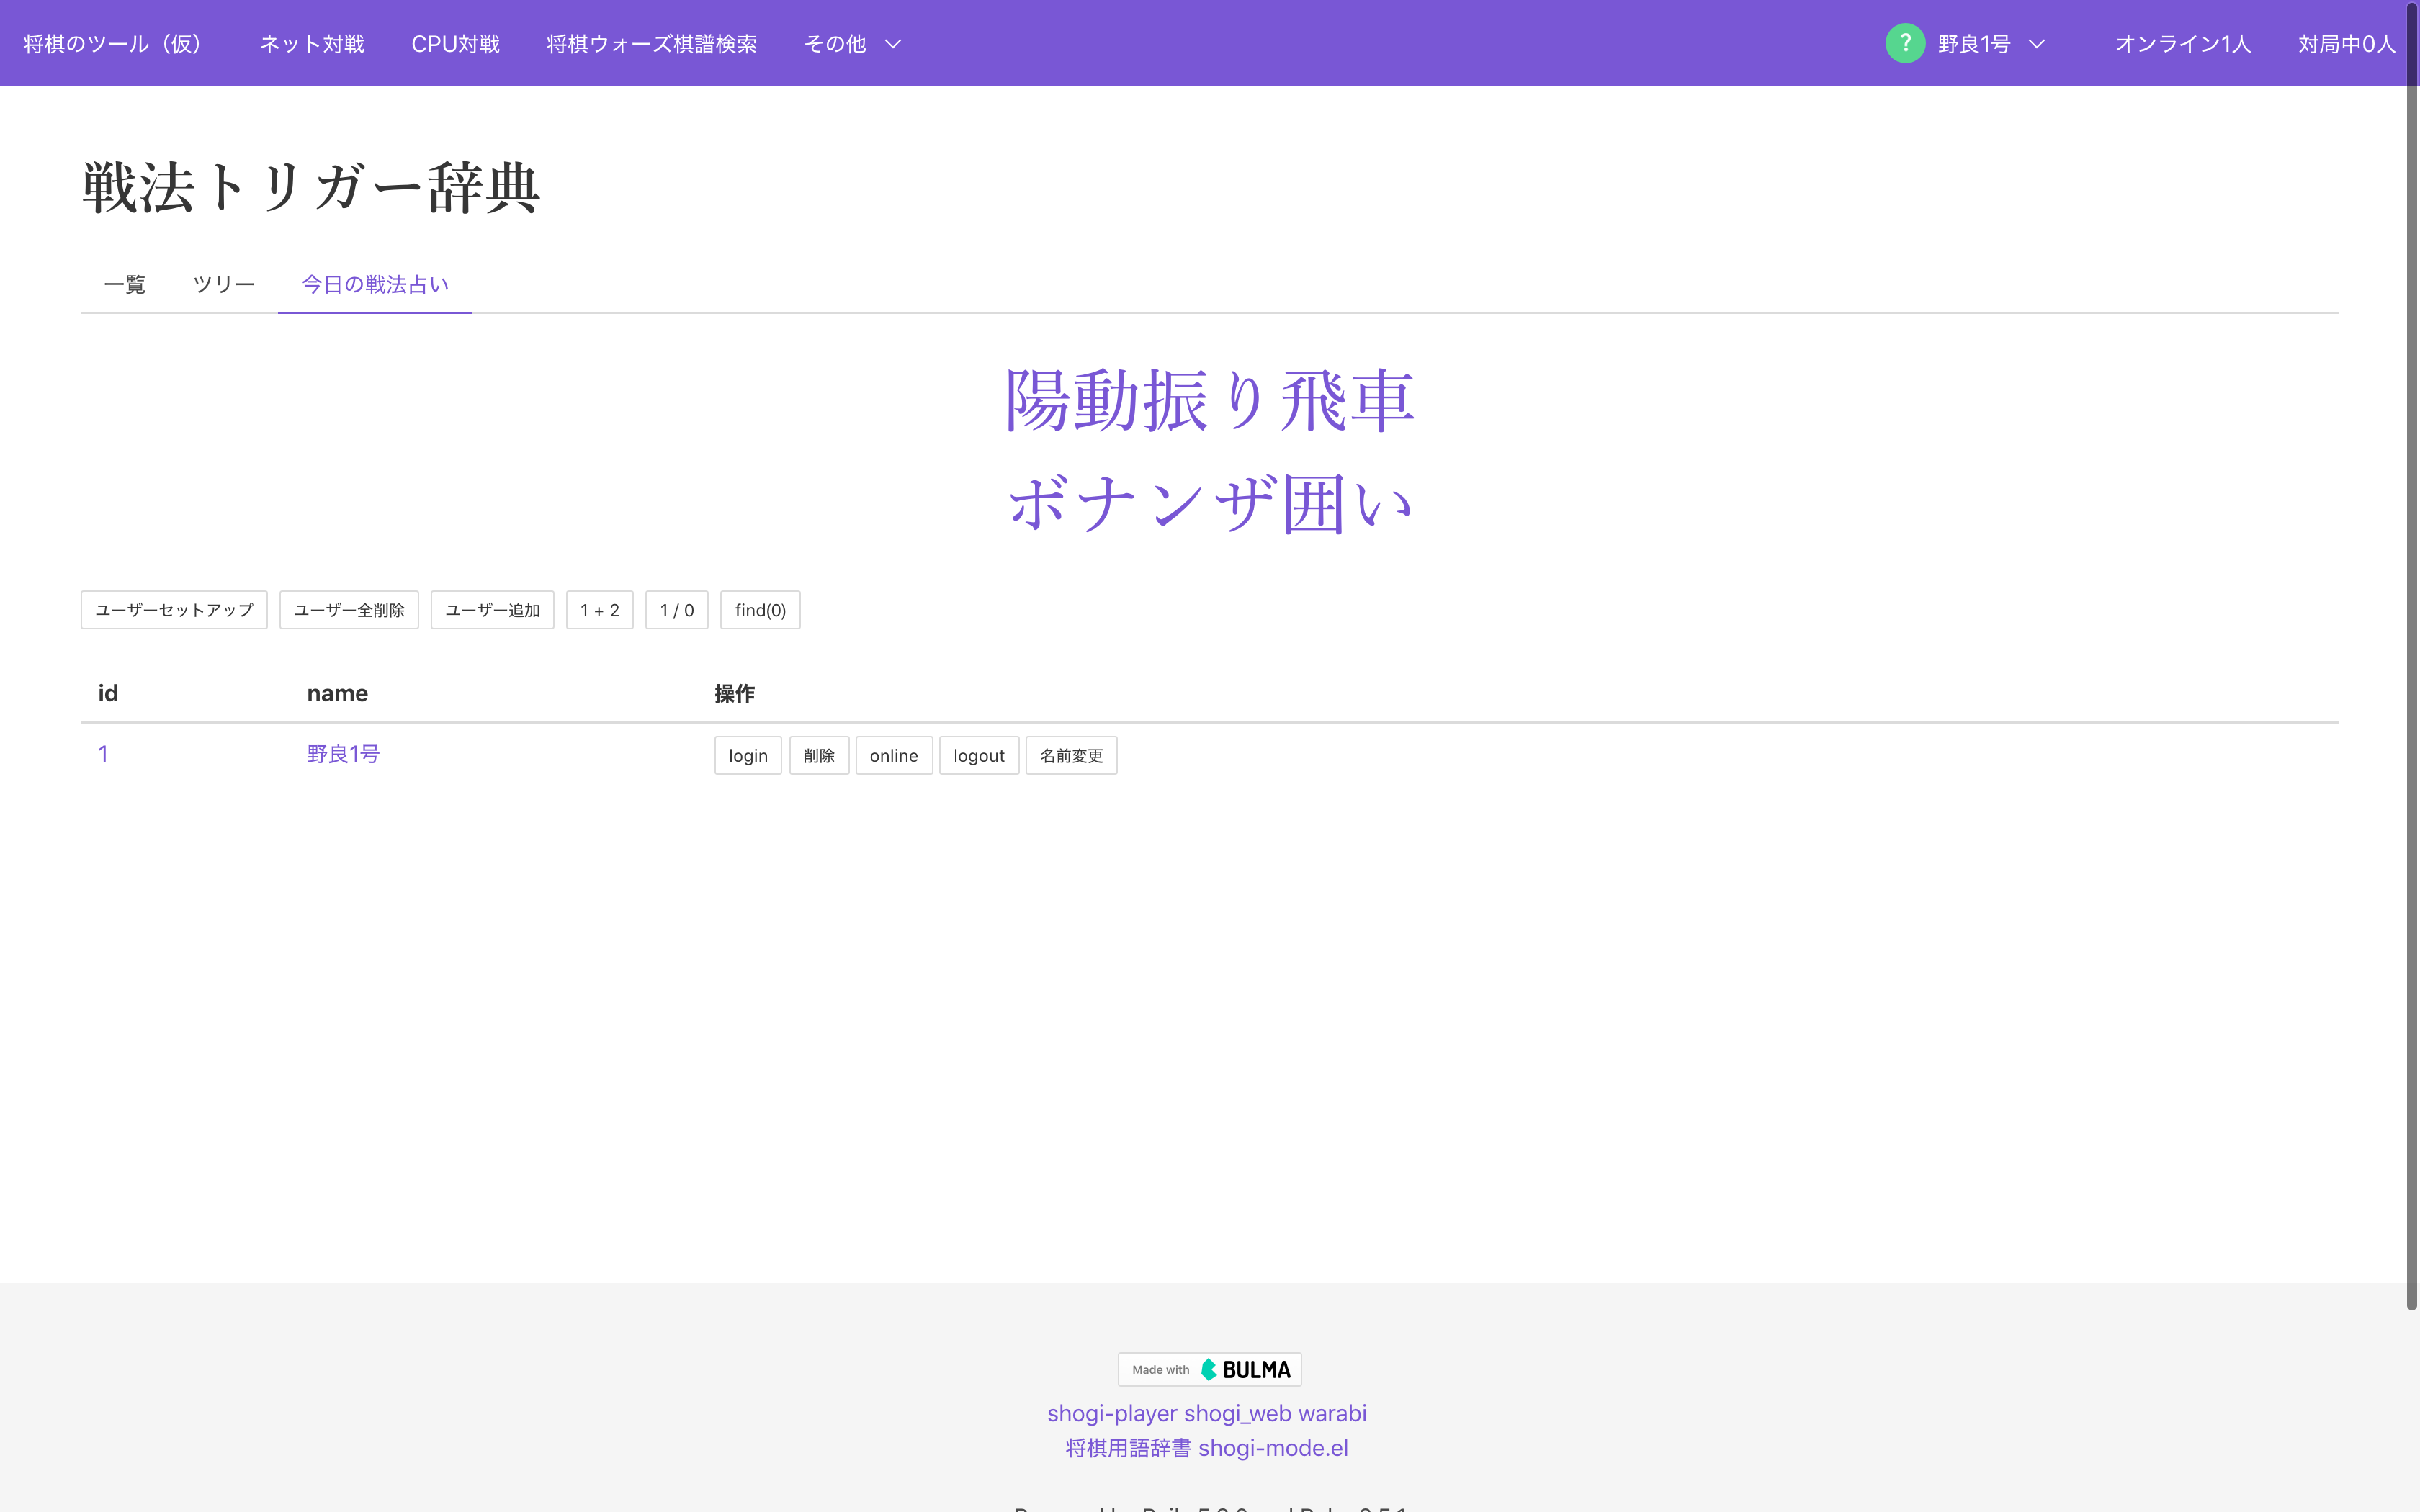 将棋のツール（仮） ネット対戦 CPU対戦 将棋ウォーズ棋譜検索 その他 ? 野良1号 オンライン1人 対局中0人
戦法トリガー辞典
一覧 ツリー 今日の戦法占い
陽動振り飛車
ボナンザ囲い
ユーザーセットアップ ユーザー全削除 ユーザー追加 1 + 2 1 / 0 find(0)
id name 操作
1 野良1号 login 削除 online logout 名前変更
Made with BULMA
shogi-player shogi_web warabi
将棋用語辞書 shogi-mode.el